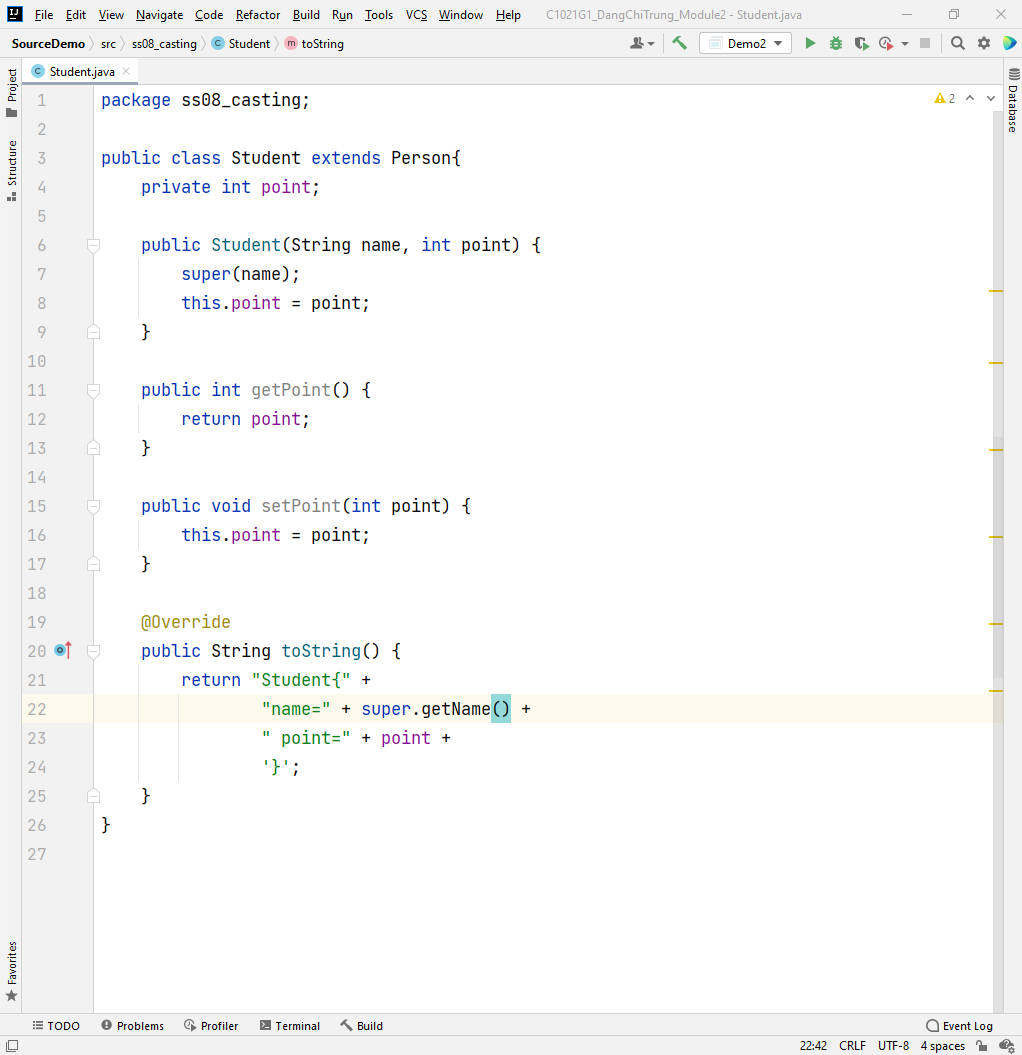 File Edit View Navigate Code Refactor Build Run Tools VCS Window Help C1021G1_DangChiTrung_Module2 - Student.java
SourceDemo src ss08_casting C Student m toString Demo2
C Student.java
Project
Structure
Favorites
Database
2
1 package ss08_casting;
2
3 public class Student extends Person{
4 private int point;
5
6 public Student(String name, int point) {
7 super(name);
8 this.point = point;
9 }
10
11 public int getPoint() {
12 return point;
13 }
14
15 public void setPoint(int point) {
16 this.point = point;
17 }
18
19 @Override
20 public String toString() {
21 return "Student{" +
22 "name=" + super.getName() +
23 " point=" + point +
24 '}';
25 }
26 }
27
TODO Problems Profiler Terminal Build Event Log
22:42 CRLF UTF-8 4 spaces